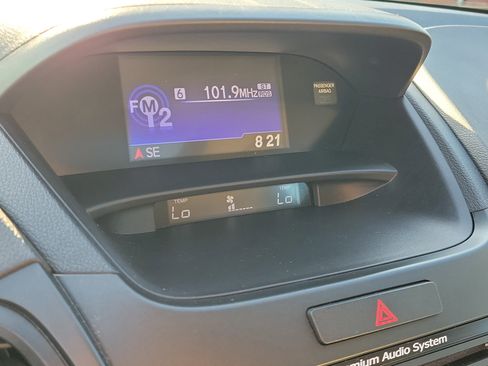 6 101.9MHZ ST
FM2
SE 8 21
PASSENGER
AIRBAG
TEMP TEMP
Lo Lo
mium Audio System